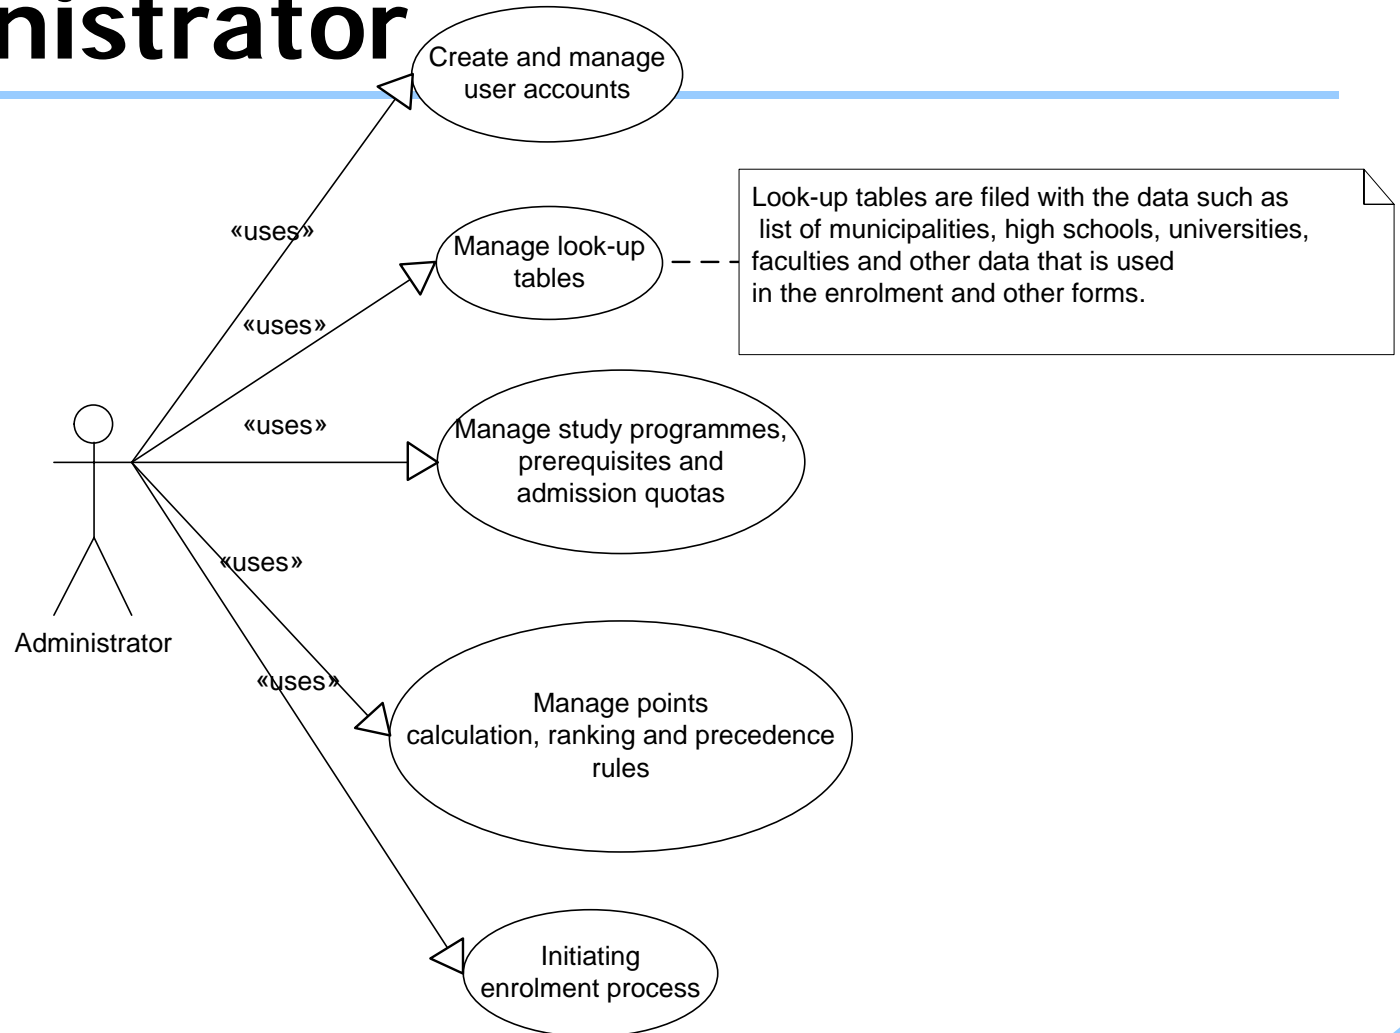 nistrator
Create and manage
user accounts
«uses»
Manage look-up
tables
Look-up tables are filed with the data such as
list of municipalities, high schools, universities,
faculties and other data that is used
in the enrolment and other forms.
«uses»
«uses»
Manage study programmes,
prerequisites and
admission quotas
«uses»
Administrator
«uses»
Manage points
calculation, ranking and precedence
rules
Initiating
enrolment process